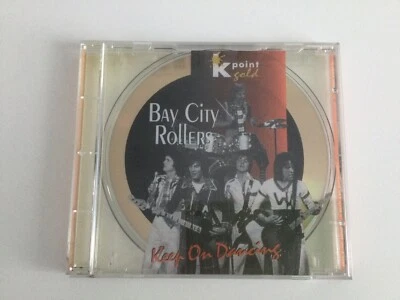 K point
gold
BAY CITY
ROLLERS
Keep On Dancing